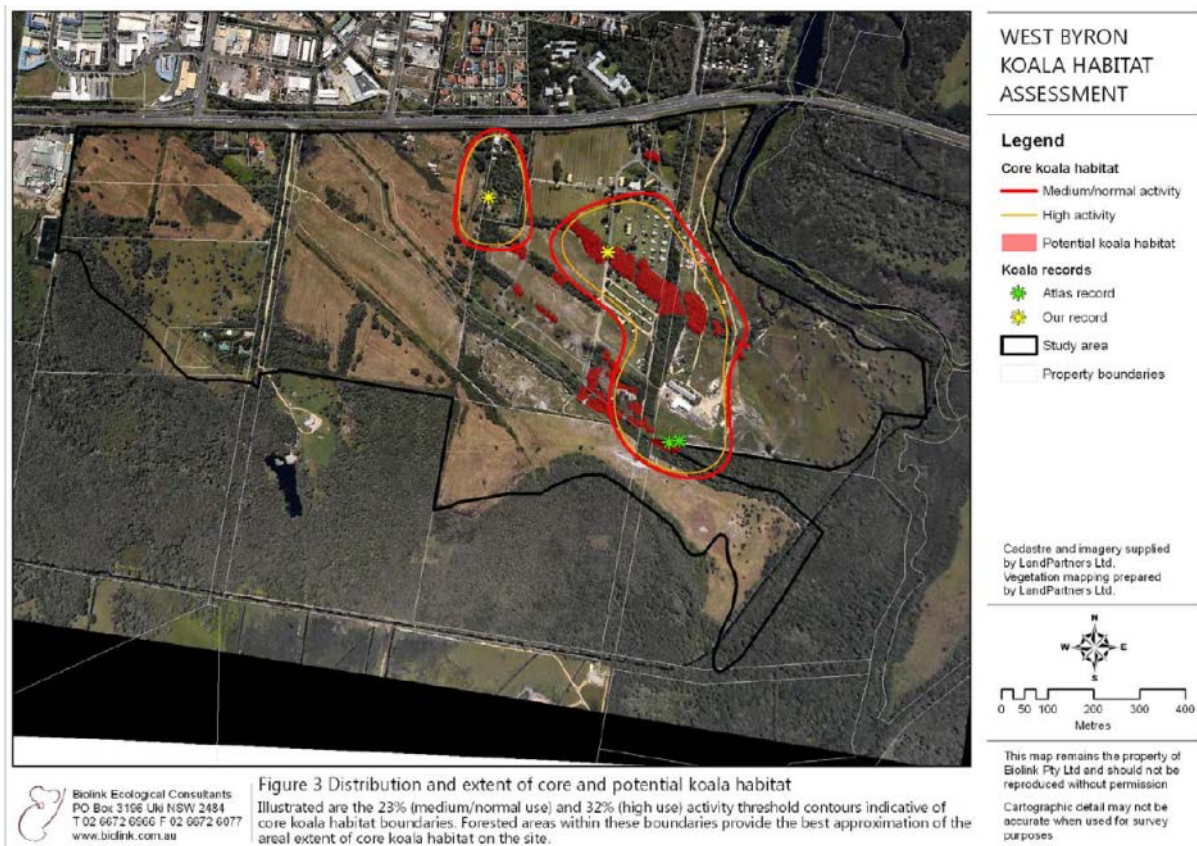 WEST BYRON
KOALA HABITAT
ASSESSMENT
Legend
Core koala habitat
Medium/normal activity
High activity
Potential koala habitat
Koala records
Atlas record
Our record
Study area
Property boundaries
Cadastre and imagery supplied
by LandPartners Ltd.
Vegetation mapping prepared
by LandPartners Ltd.
N
W E
S
0 50 100 200 300 400
Metres
This map remains the property of
Biolink Pty Ltd and should not be
reproduced without permission
Cartographic detail may not be
accurate when used for survey
purposes
Biolink Ecological Consultants
PO Box 3196 Uki NSW 2484
T 02 6672 6966 F 02 6672 6077
www.biolink.com.au
Figure 3 Distribution and extent of core and potential koala habitat
Illustrated are the 23% (medium/normal use) and 32% (high use) activity threshold contours indicative of
core koala habitat boundaries. Forested areas within these boundaries provide the best approximation of the
areal extent of core koala habitat on the site.